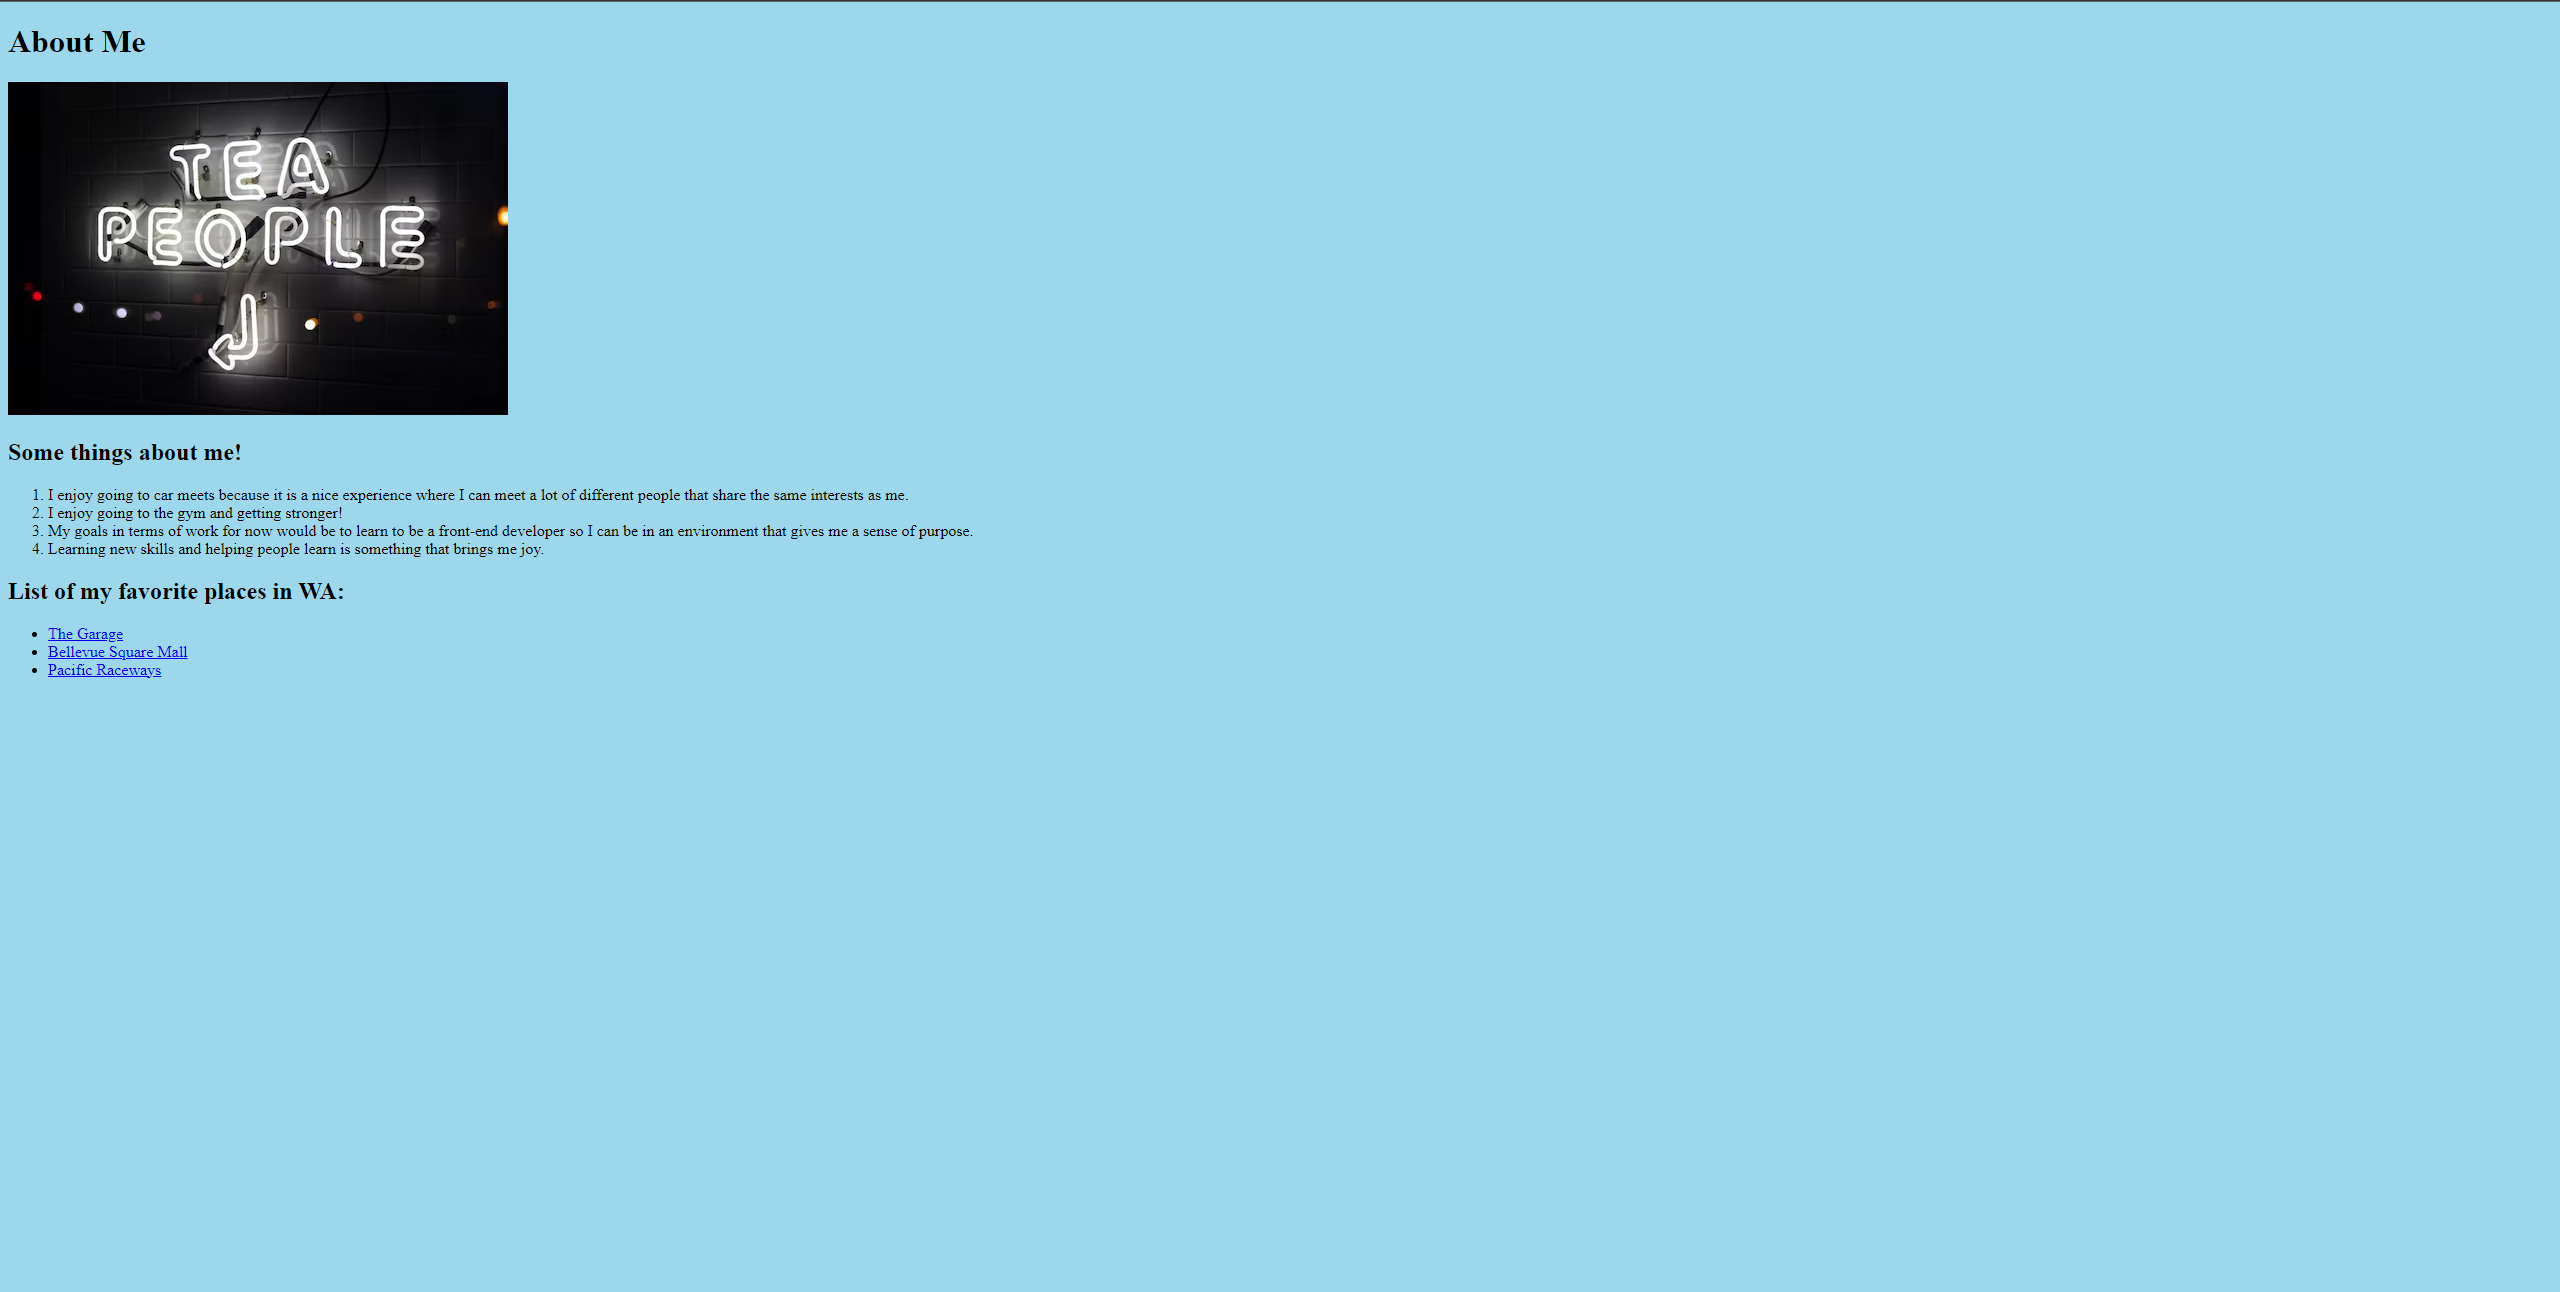 About Me
TEA
PEOPLE
Some things about me!
1. I enjoy going to car meets because it is a nice experience where I can meet a lot of different people that share the same interests as me.
2. I enjoy going to the gym and getting stronger!
3. My goals in terms of work for now would be to learn to be a front-end developer so I can be in an environment that gives me a sense of purpose.
4. Learning new skills and helping people learn is something that brings me joy.
List of my favorite places in WA:
• The Garage
• Bellevue Square Mall
• Pacific Raceways